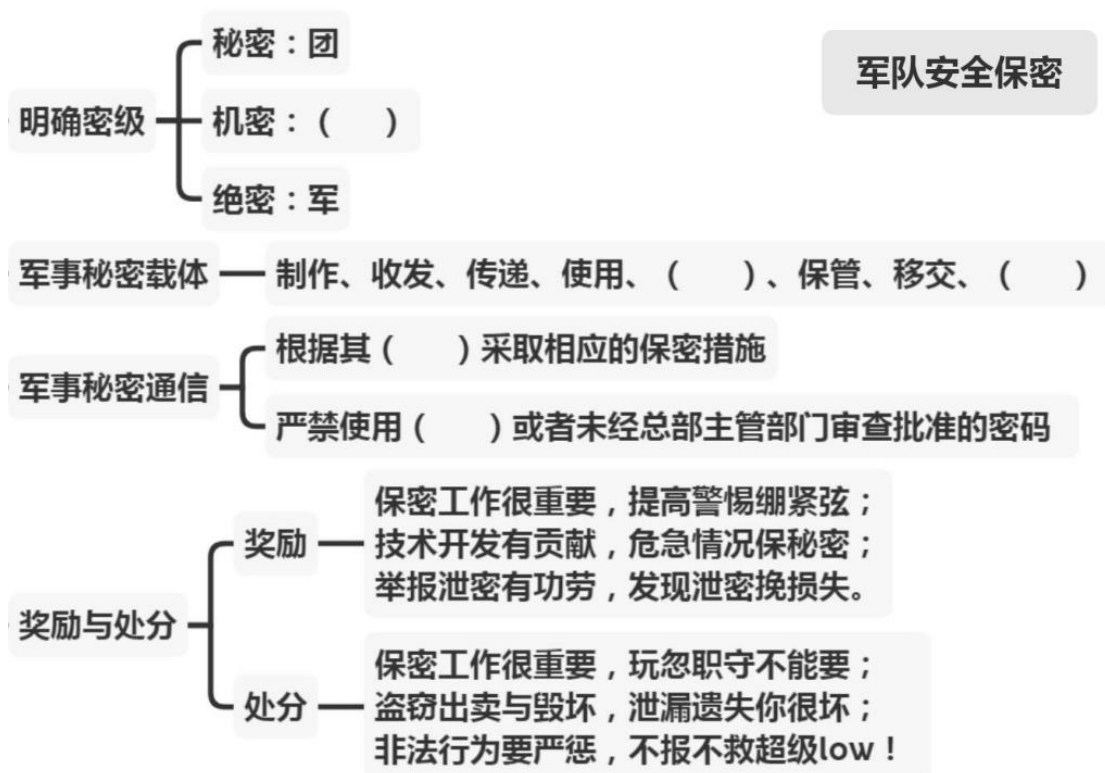 军队安全保密
明确密级
秘密：团
机密：（　　）
绝密：军
军事秘密载体
制作、收发、传递、使用、（　　）、保管、移交、（　　）
军事秘密通信
根据其（　　）采取相应的保密措施
严禁使用（　　）或者未经总部主管部门审查批准的密码
奖励与处分
奖励
保密工作很重要，提高警惕绷紧弦；
技术开发有贡献，危急情况保秘密；
举报泄密有功劳，发现泄密挽损失。
处分
保密工作很重要，玩忽职守不能要；
盗窃出卖与毁坏，泄漏遗失你很坏；
非法行为要严惩，不报不救超级low！